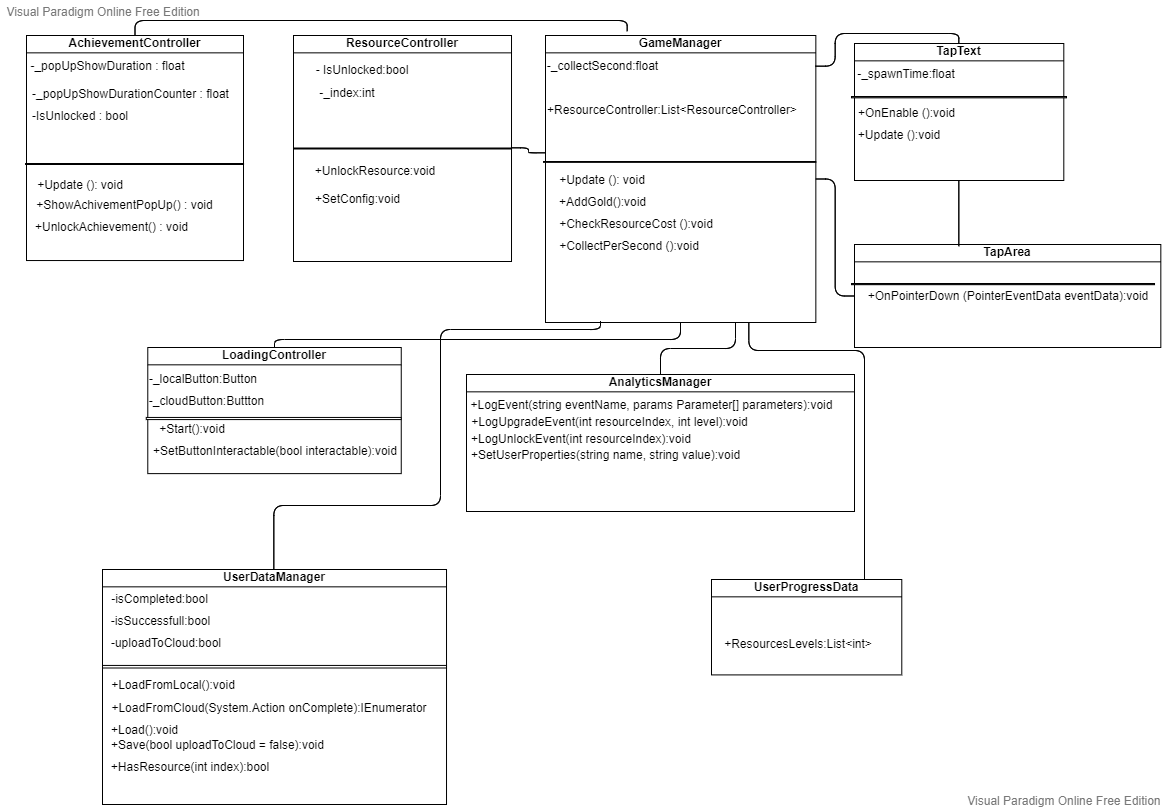 Visual Paradigm Online Free Edition
AchievementController
-_popUpShowDuration : float
-_popUpShowDurationCounter : float
-IsUnlocked : bool
+Update (): void
+ShowAchivementPopUp() : void
+UnlockAchievement() : void
ResourceController
- IsUnlocked:bool
-_index:int
+UnlockResource:void
+SetConfig:void
GameManager
-_collectSecond:float
+ResourceController:List<ResourceController>
+Update (): void
+AddGold():void
+CheckResourceCost ():void
+CollectPerSecond ():void
TapText
-_spawnTime:float
+OnEnable ():void
+Update ():void
TapArea
+OnPointerDown (PointerEventData eventData):void
LoadingController
-_localButton:Button
-_cloudButton:Buttton
+Start():void
+SetButtonInteractable(bool interactable):void
AnalyticsManager
+LogEvent(string eventName, params Parameter[] parameters):void
+LogUpgradeEvent(int resourceIndex, int level):void
+LogUnlockEvent(int resourceIndex):void
+SetUserProperties(string name, string value):void
UserDataManager
-isCompleted:bool
-isSuccessfull:bool
-uploadToCloud:bool
+LoadFromLocal():void
+LoadFromCloud(System.Action onComplete):IEnumerator
+Load():void
+Save(bool uploadToCloud = false):void
+HasResource(int index):bool
UserProgressData
+ResourcesLevels:List<int>
Visual Paradigm Online Free Edition